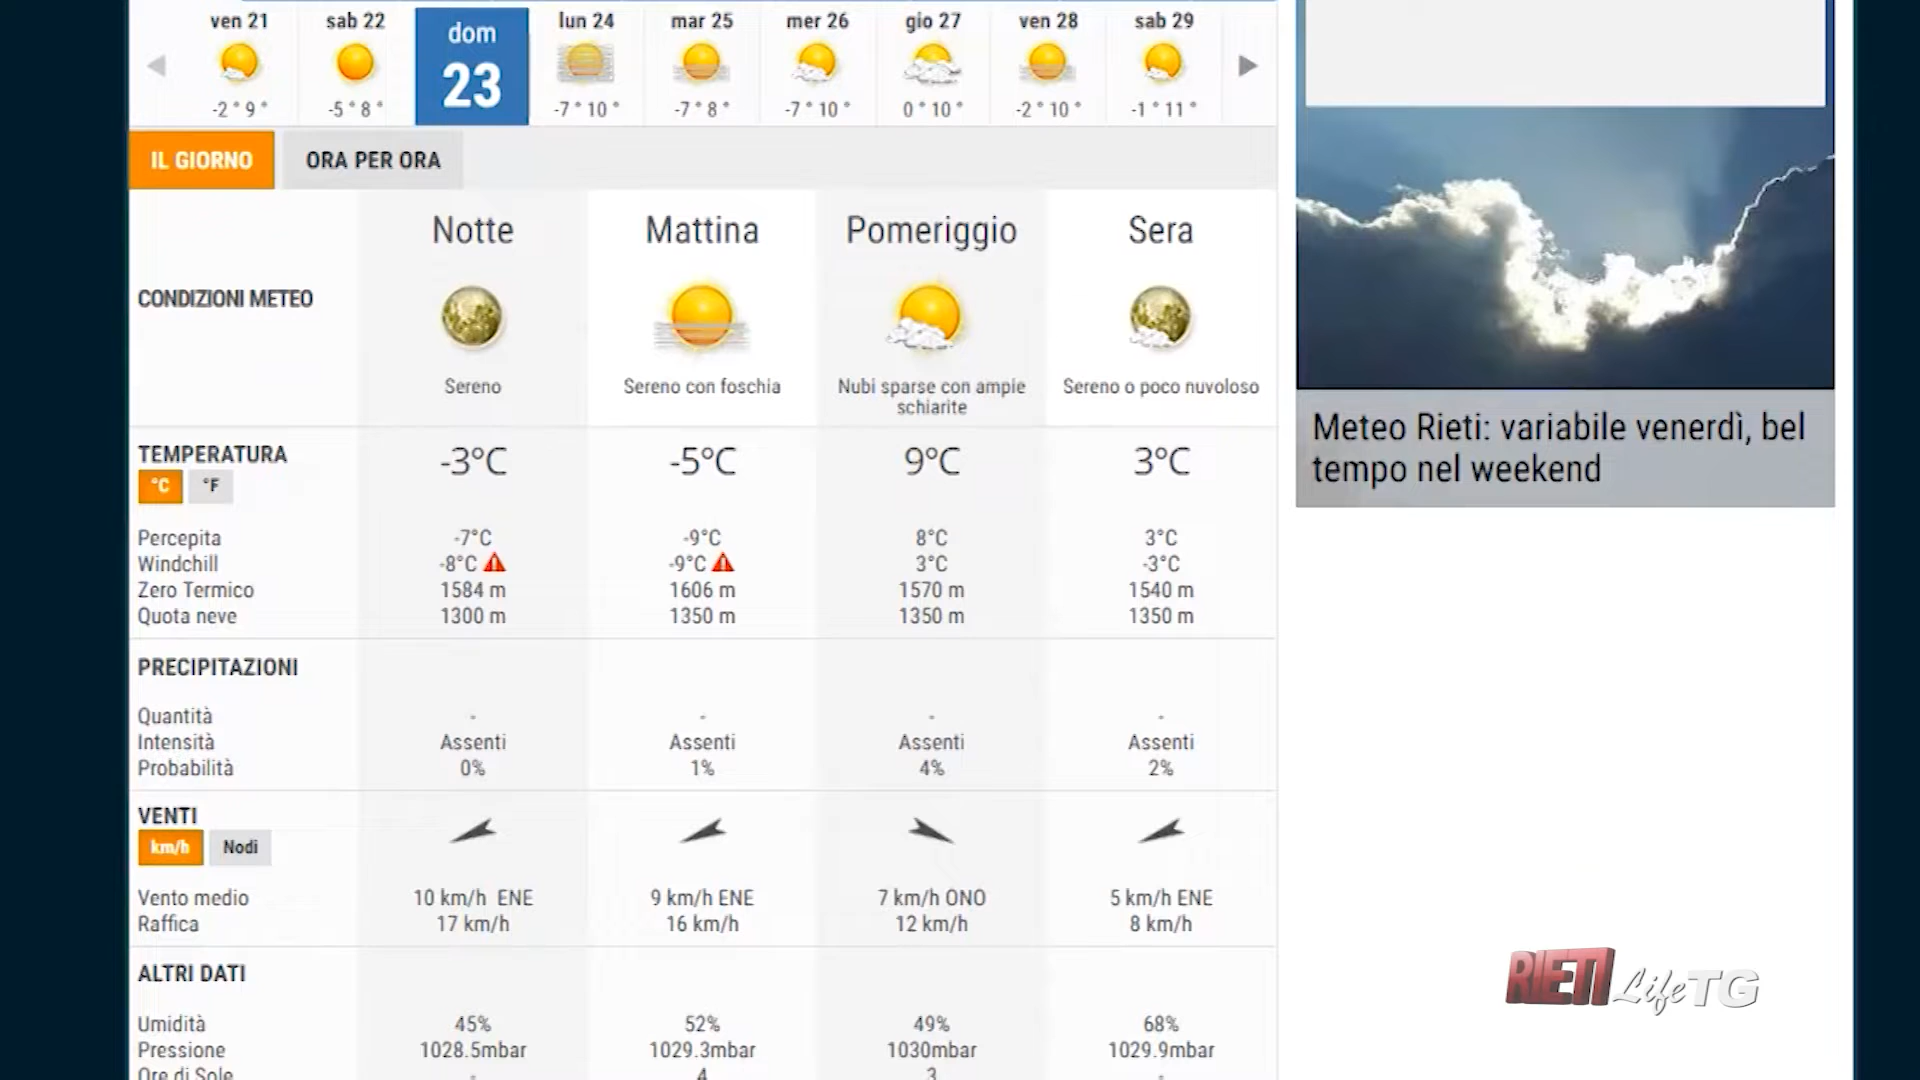 ven 21 sab 22 dom 23 lun 24 mar 25 mer 26 gio 27 ven 28 sab 29
-2 ° 9 ° -5 ° 8 ° -7 ° 10 ° -7 ° 8 ° -7 ° 10 ° 0 ° 10 ° -2 ° 10 ° -1 ° 11 °
IL GIORNO ORA PER ORA
Notte Mattina Pomeriggio Sera
CONDIZIONI METEO
Sereno Sereno con foschia Nubi sparse con ampie Sereno o poco nuvoloso
schiarite
TEMPERATURA -3°C -5°C 9°C 3°C
°C °F
Percepita -7°C -9°C 8°C 3°C
Windchill -8°C -9°C 3°C -3°C
Zero Termico 1584 m 1606 m 1570 m 1540 m
Quota neve 1300 m 1350 m 1350 m 1350 m
PRECIPITAZIONI
Quantità - - - -
Intensità Assenti Assenti Assenti Assenti
Probabilità 0% 1% 4% 2%
VENTI
km/h Nodi
Vento medio 10 km/h ENE 9 km/h ENE 7 km/h ONO 5 km/h ENE
Raffica 17 km/h 16 km/h 12 km/h 8 km/h
ALTRI DATI
Umidità 45% 52% 49% 68%
Pressione 1028.5mbar 1029.3mbar 1030mbar 1029.9mbar
Ore di Sole - 4 3 -
Meteo Rieti: variabile venerdì, bel
tempo nel weekend
RIETI Life TG